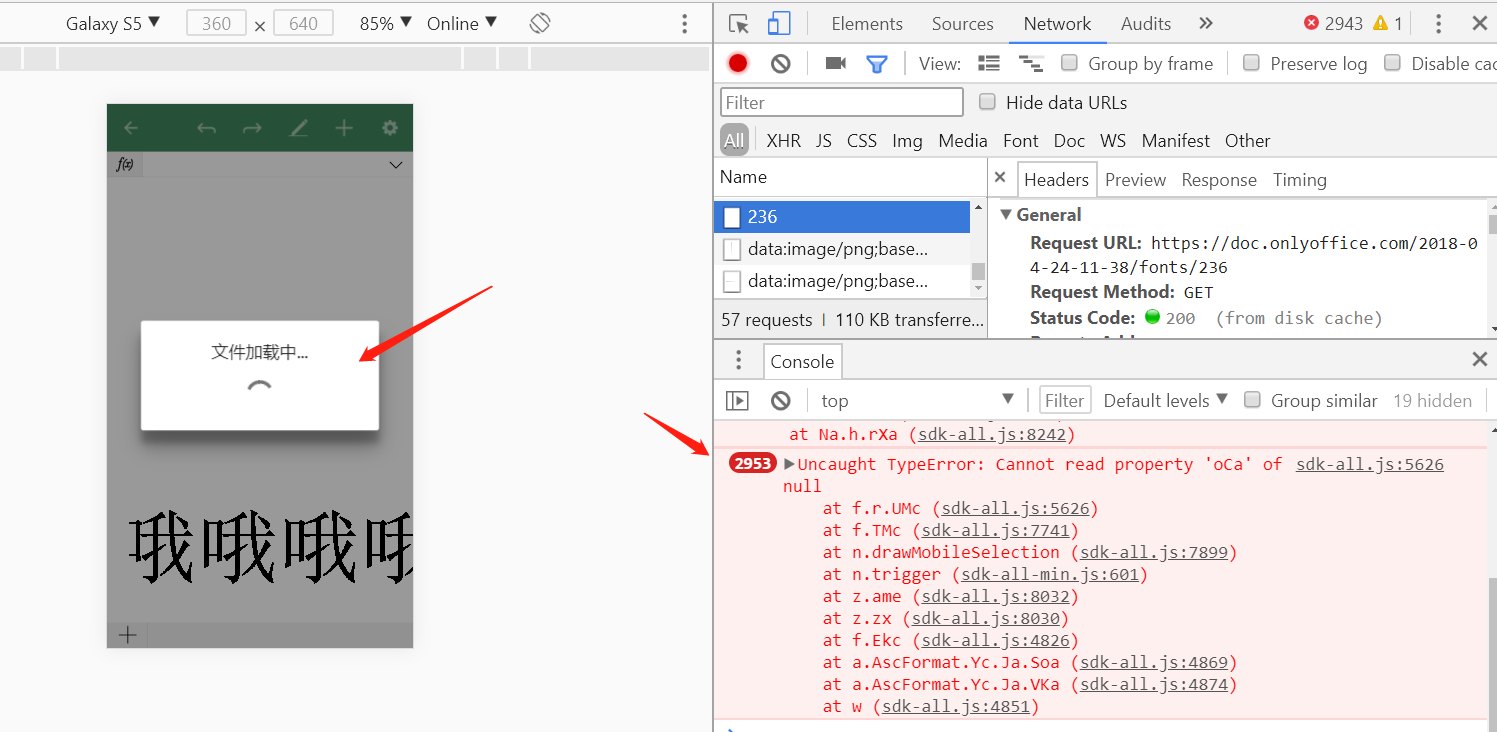 Galaxy S5 ▼ 360 × 640 85% ▼ Online ▼
Elements Sources Network Audits » 2943 1
View: Group by frame Preserve log Disable cac
Filter Hide data URLs
All XHR JS CSS Img Media Font Doc WS Manifest Other
Name
236
data:image/png;base...
data:image/png;base...
57 requests | 110 KB transferre...
× Headers Preview Response Timing
▼ General
Request URL: https://doc.onlyoffice.com/2018-0
4-24-11-38/fonts/236
Request Method: GET
Status Code: 200 (from disk cache)
f(x)
文件加载中...
哦哦哦哦
Console
top ▼ Filter Default levels ▼ Group similar 19 hidden
at Na.h.rXa (sdk-all.js:8242)
2953 ▶Uncaught TypeError: Cannot read property 'oCa' of sdk-all.js:5626
null
at f.r.UMc (sdk-all.js:5626)
at f.TMc (sdk-all.js:7741)
at n.drawMobileSelection (sdk-all.js:7899)
at n.trigger (sdk-all-min.js:601)
at z.ame (sdk-all.js:8032)
at z.zx (sdk-all.js:8030)
at f.Ekc (sdk-all.js:4826)
at a.AscFormat.Yc.Ja.Soa (sdk-all.js:4869)
at a.AscFormat.Yc.Ja.VKa (sdk-all.js:4874)
at w (sdk-all.js:4851)